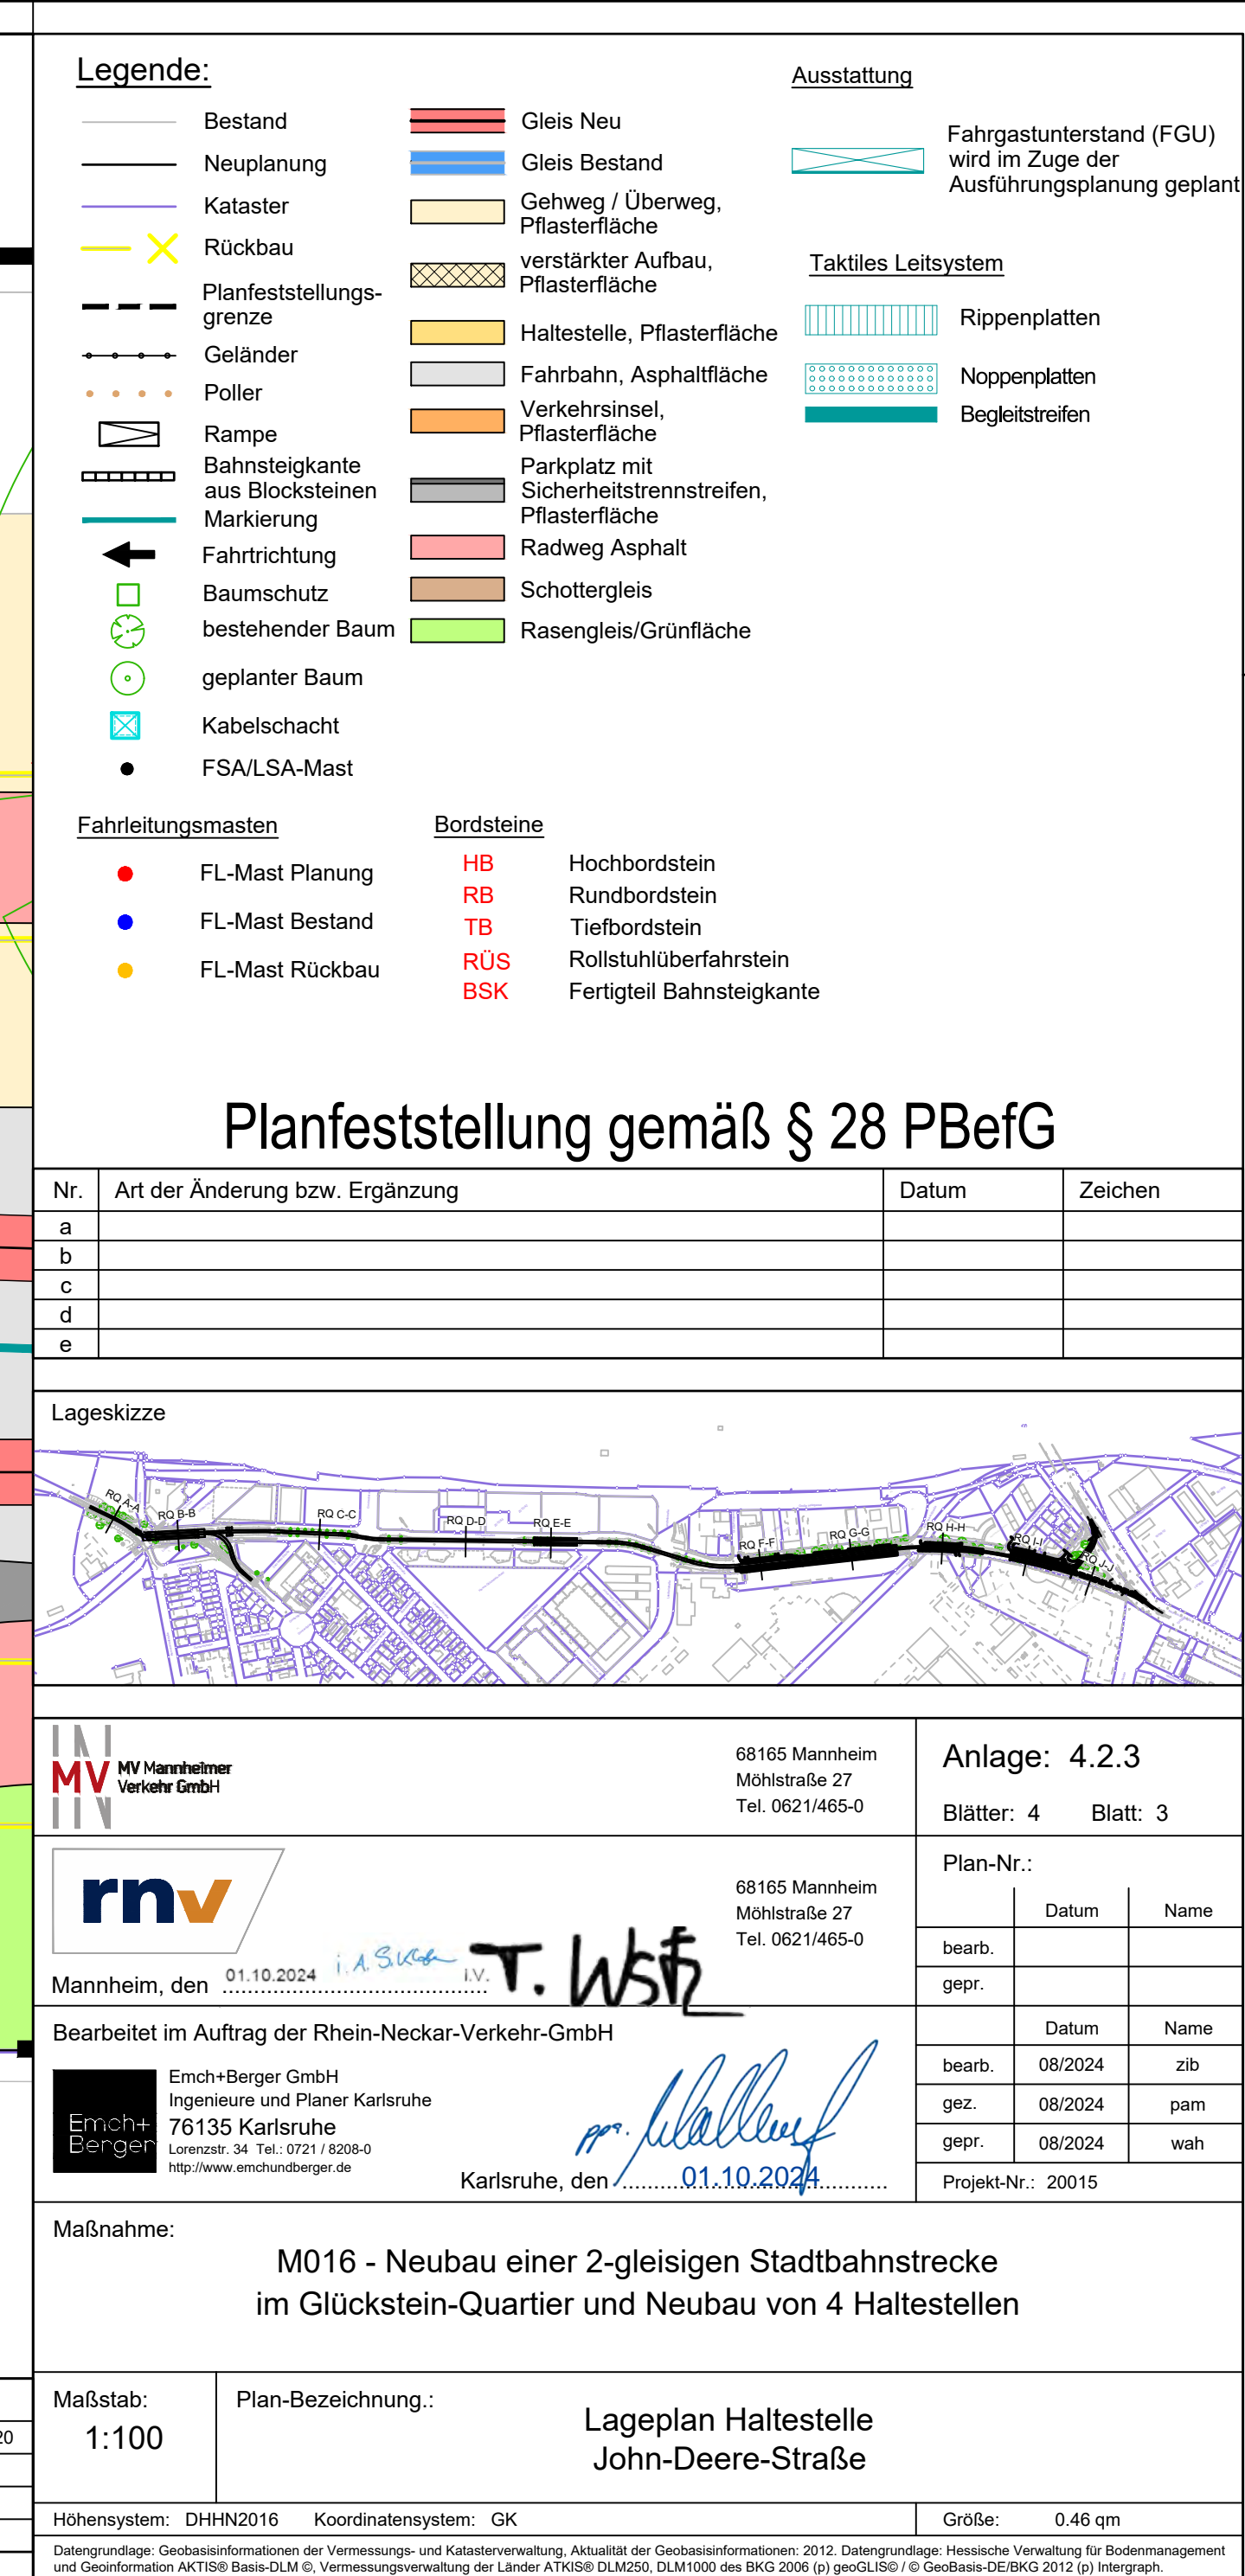 Legende:
Bestand
Neuplanung
Kataster
Rückbau
Planfeststellungs-
grenze
Geländer
Poller
Rampe
Bahnsteigkante
aus Blocksteinen
Markierung
Fahrtrichtung
Baumschutz
bestehender Baum
geplanter Baum
Kabelschacht
FSA/LSA-Mast
Gleis Neu
Gleis Bestand
Gehweg / Überweg,
Pflasterfläche
verstärkter Aufbau,
Pflasterfläche
Haltestelle, Pflasterfläche
Fahrbahn, Asphaltfläche
Verkehrsinsel,
Pflasterfläche
Parkplatz mit
Sicherheitstrennstreifen,
Pflasterfläche
Radweg Asphalt
Schottergleis
Rasengleis/Grünfläche
Ausstattung
Fahrgastunterstand (FGU)
wird im Zuge der
Ausführungsplanung geplant
Taktiles Leitsystem
Rippenplatten
Noppenplatten
Begleitstreifen
Fahrleitungsmasten
FL-Mast Planung
FL-Mast Bestand
FL-Mast Rückbau
Bordsteine
HB Hochbordstein
RB Rundbordstein
TB Tiefbordstein
RÜS Rollstuhlüberfahrstein
BSK Fertigteil Bahnsteigkante
Planfeststellung gemäß § 28 PBefG
Nr. Art der Änderung bzw. Ergänzung Datum Zeichen
a
b
c
d
e
Lageskizze
RQ A-A
RQ B-B
RQ C-C
RQ D-D
RQ E-E
RQ F-F
RQ G-G
RQ H-H
RQ I-I
RQ J-J
MV MV Mannheimer
Verkehr GmbH
68165 Mannheim
Möhlstraße 27
Tel. 0621/465-0
Anlage: 4.2.3
Blätter: 4 Blatt: 3
rnv
68165 Mannheim
Möhlstraße 27
Tel. 0621/465-0
Mannheim, den 01.10.2024 i.A. i.V.
Plan-Nr.:
Datum Name
bearb.
gepr.
Bearbeitet im Auftrag der Rhein-Neckar-Verkehr-GmbH
Emch+
Berger
Emch+Berger GmbH
Ingenieure und Planer Karlsruhe
76135 Karlsruhe
Lorenzstr. 34 Tel.: 0721 / 8208-0
http://www.emchundberger.de
ppa.
Karlsruhe, den 01.10.2024
Datum Name
bearb. 08/2024 zib
gez. 08/2024 pam
gepr. 08/2024 wah
Projekt-Nr.: 20015
Maßnahme:
M016 - Neubau einer 2-gleisigen Stadtbahnstrecke
im Glückstein-Quartier und Neubau von 4 Haltestellen
Maßstab:
1:100
Plan-Bezeichnung.:
Lageplan Haltestelle
John-Deere-Straße
Höhensystem: DHHN2016 Koordinatensystem: GK
Größe: 0.46 qm
Datengrundlage: Geobasisinformationen der Vermessungs- und Katasterverwaltung, Aktualität der Geobasisinformationen: 2012. Datengrundlage: Hessische Verwaltung für Bodenmanagement
und Geoinformation AKTIS® Basis-DLM ©, Vermessungsverwaltung der Länder ATKIS® DLM250, DLM1000 des BKG 2006 (p) geoGLIS© / © GeoBasis-DE/BKG 2012 (p) Intergraph.